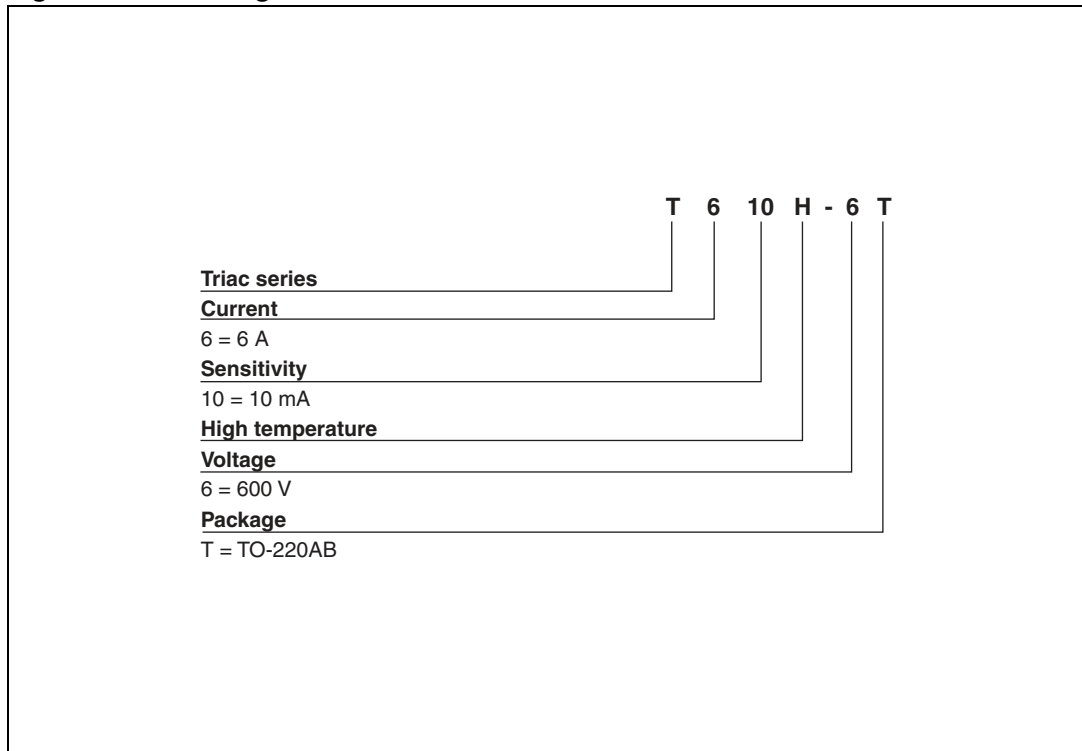 T 6 10 H - 6 T
Triac series
Current
6 = 6 A
Sensitivity
10 = 10 mA
High temperature
Voltage
6 = 600 V
Package
T = TO-220AB